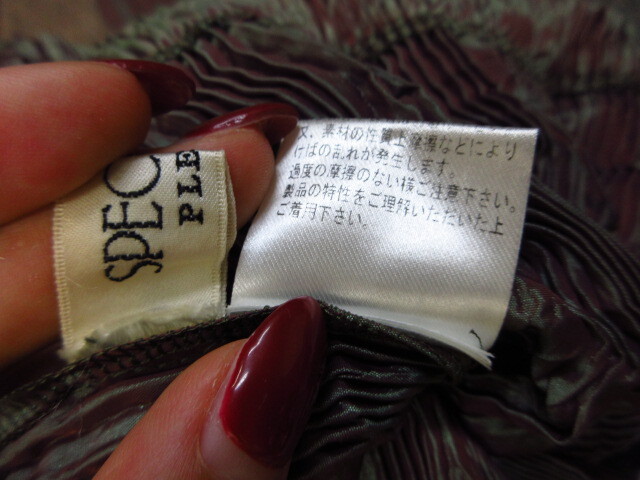 SPEC
PLE
又、素材の性質上摩擦などにより
けばの乱れが発生します。
過度の摩擦のない様ご注意下さい。
製品の特性をご理解いただいた上
ご着用下さい。